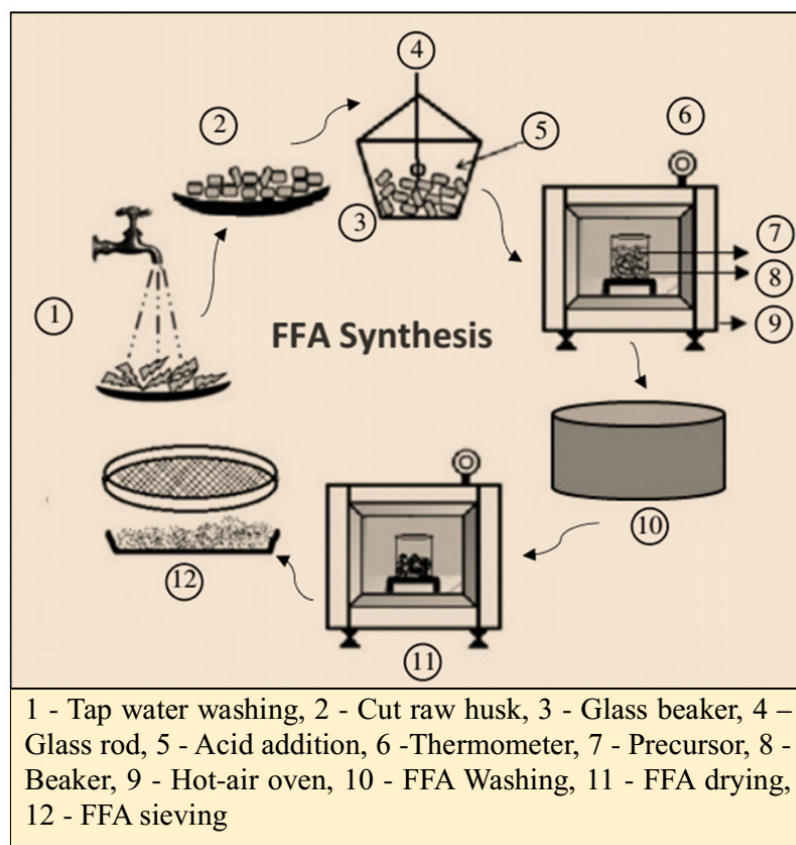 4
2
5
6
3
7
8
1
9
FFA Synthesis
10
12
11
1 - Tap water washing, 2 - Cut raw husk, 3 - Glass beaker, 4 –
Glass rod, 5 - Acid addition, 6 -Thermometer, 7 - Precursor, 8 -
Beaker, 9 - Hot-air oven, 10 - FFA Washing, 11 - FFA drying,
12 - FFA sieving